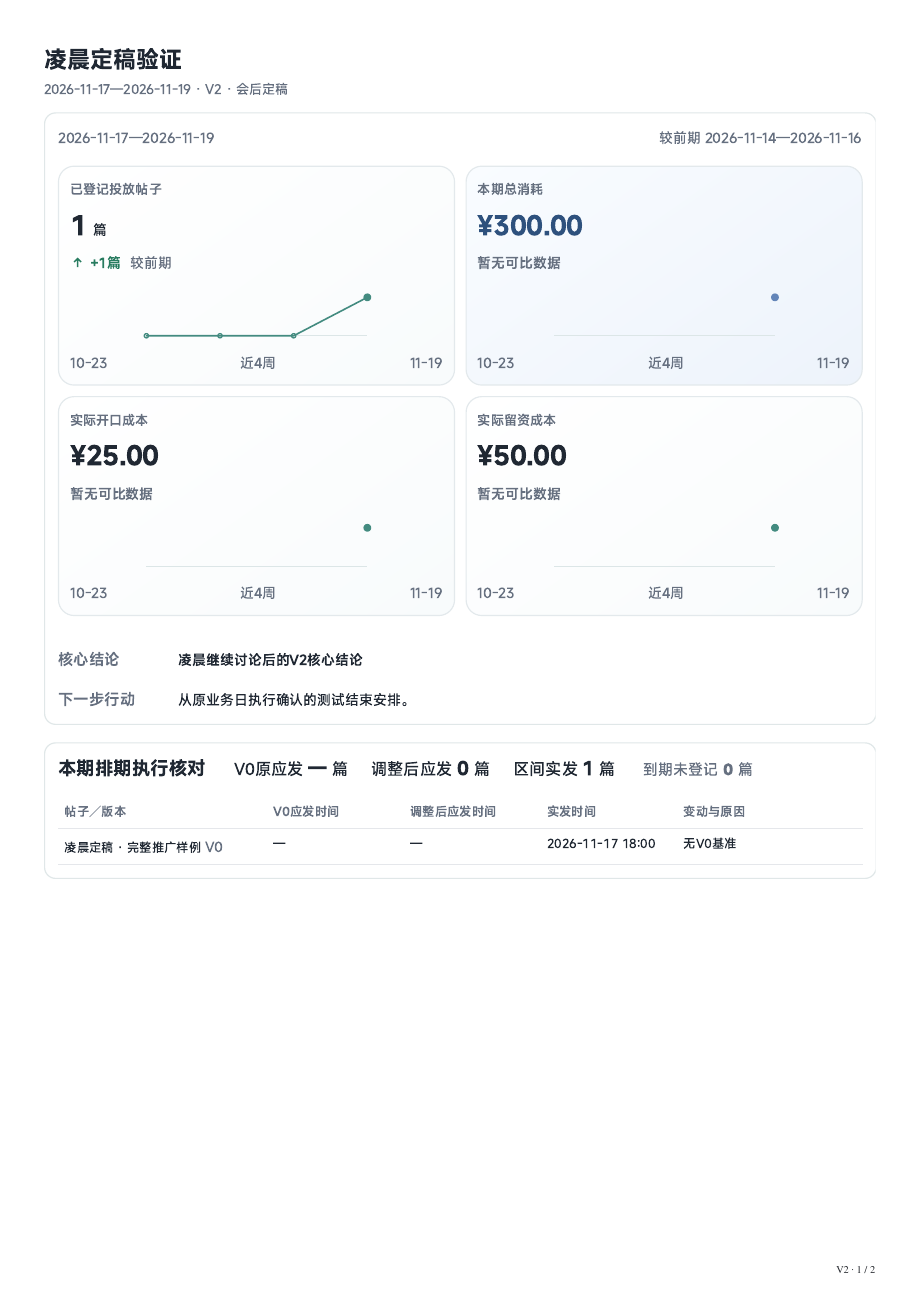 凌晨定稿验证
2026-11-17—2026-11-19 · V2 · 会后定稿
2026-11-17—2026-11-19 较前期 2026-11-14—2026-11-16
已登记投放帖子
1 篇
↑ +1篇 较前期
10-23 近4周 11-19
本期总消耗
¥300.00
暂无可比数据
10-23 近4周 11-19
实际开口成本
¥25.00
暂无可比数据
10-23 近4周 11-19
实际留资成本
¥50.00
暂无可比数据
10-23 近4周 11-19
核心结论 凌晨继续讨论后的V2核心结论
下一步行动 从原业务日执行确认的测试结束安排。
本期排期执行核对 V0原应发 — 篇 调整后应发 0 篇 区间实发 1 篇 到期未登记 0 篇
帖子／版本 V0应发时间 调整后应发时间 实发时间 变动与原因
凌晨定稿 · 完整推广样例 V0 — — 2026-11-17 18:00 无V0基准
V2 · 1 / 2